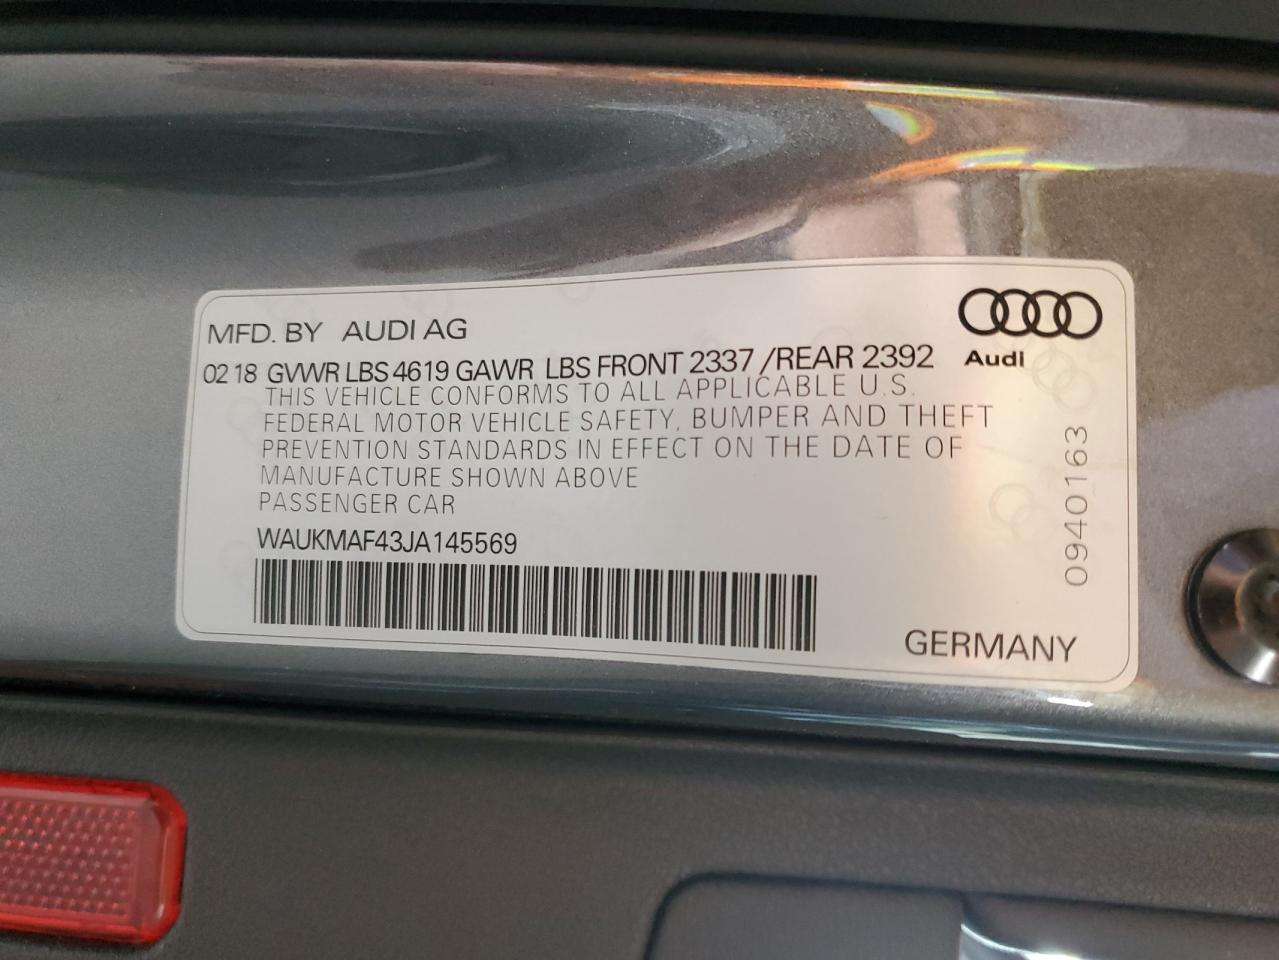 MFD. BY AUDI AG
Audi
02 18 GVWR LBS 4619 GAWR LBS FRONT 2337 /REAR 2392
THIS VEHICLE CONFORMS TO ALL APPLICABLE U.S.
FEDERAL MOTOR VEHICLE SAFETY, BUMPER AND THEFT
PREVENTION STANDARDS IN EFFECT ON THE DATE OF
MANUFACTURE SHOWN ABOVE
PASSENGER CAR
WAUKMAF43JA145569
0940163
GERMANY